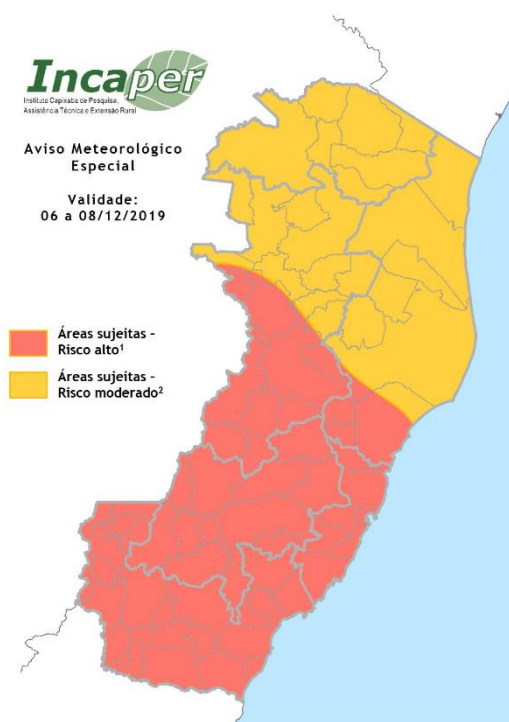 Incaper
Instituto Capixaba de Pesquisa,
Assistência Técnica e Extensão Rural
Aviso Meteorológico
Especial
Validade:
06 a 08/12/2019
Áreas sujeitas -
Risco alto¹
Áreas sujeitas -
Risco moderado²